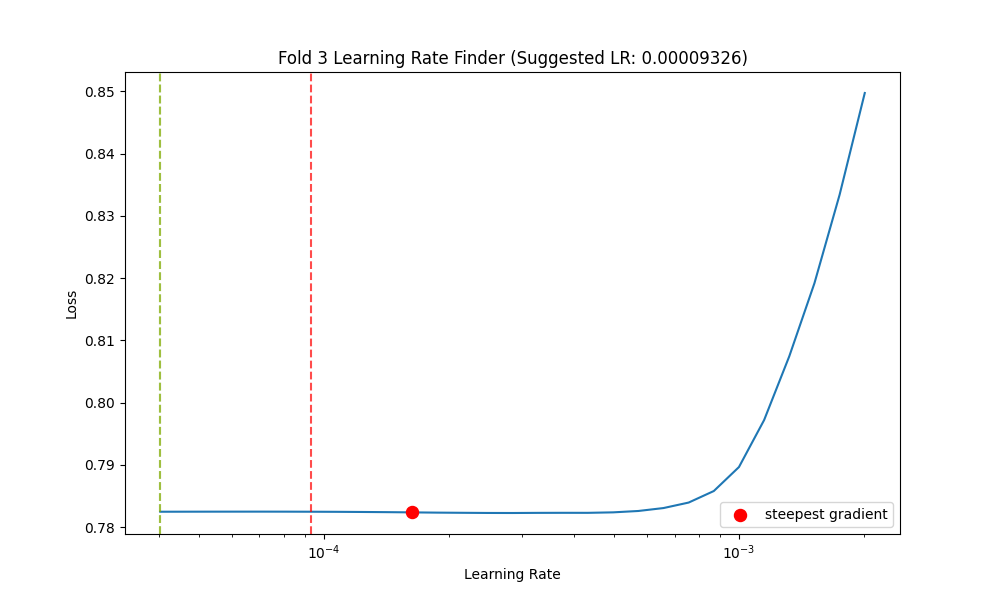 Fold 3 Learning Rate Finder (Suggested LR: 0.00009326)
0.85
0.84
0.83
0.82
0.81
0.80
0.79
0.78
Loss
steepest gradient
10⁻⁴
10⁻³
Learning Rate